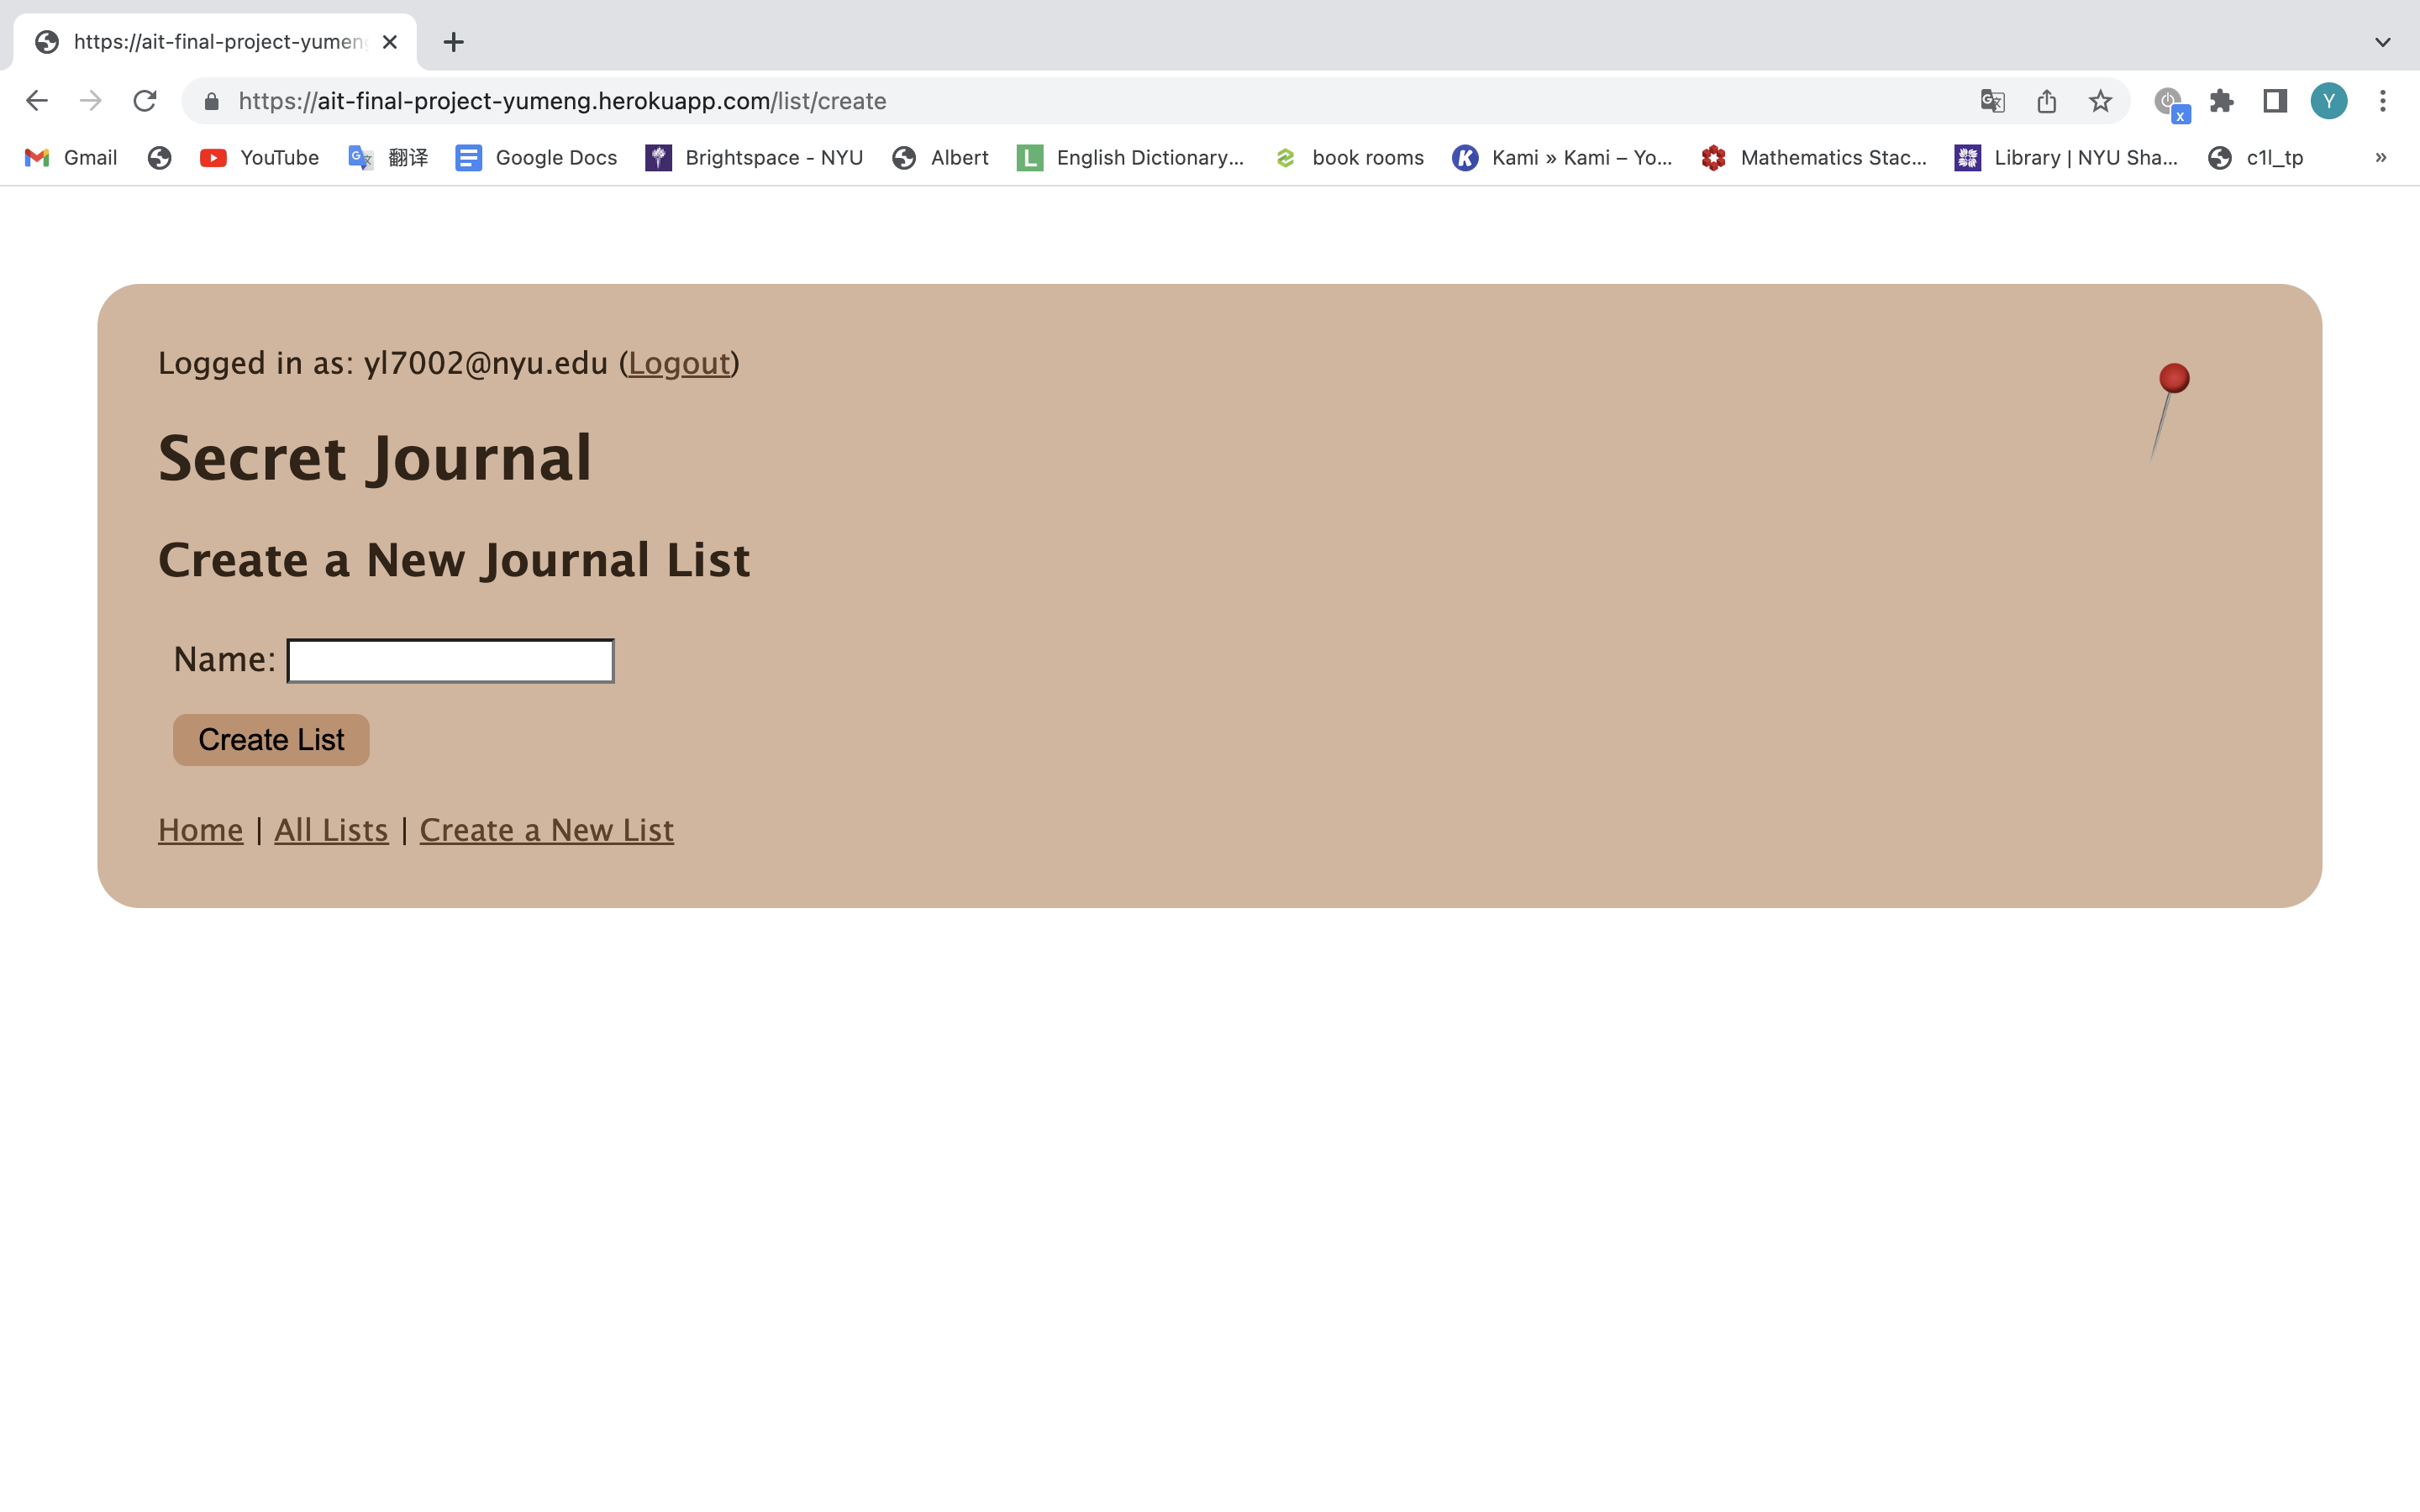 https://ait-final-project-yumeng
https://ait-final-project-yumeng.herokuapp.com/list/create
Y
Gmail YouTube 翻译 Google Docs Brightspace - NYU Albert L English Dictionary... book rooms K Kami » Kami – Yo... Mathematics Stac... Library | NYU Sha... c1l_tp »
Logged in as: yl7002@nyu.edu (Logout)
Secret Journal
Create a New Journal List
Name:
Create List
Home | All Lists | Create a New List